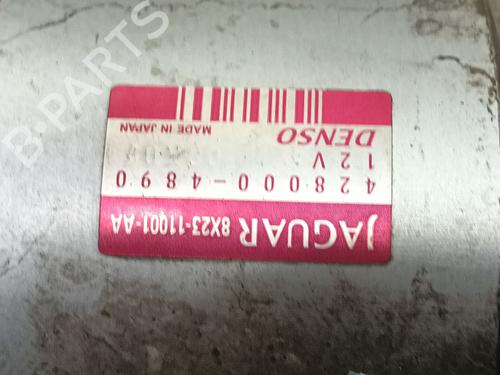 JAGUAR 8X23-11001-AA
428000-4890
12V
DENSO
MADE IN JAPAN
B-PARTS